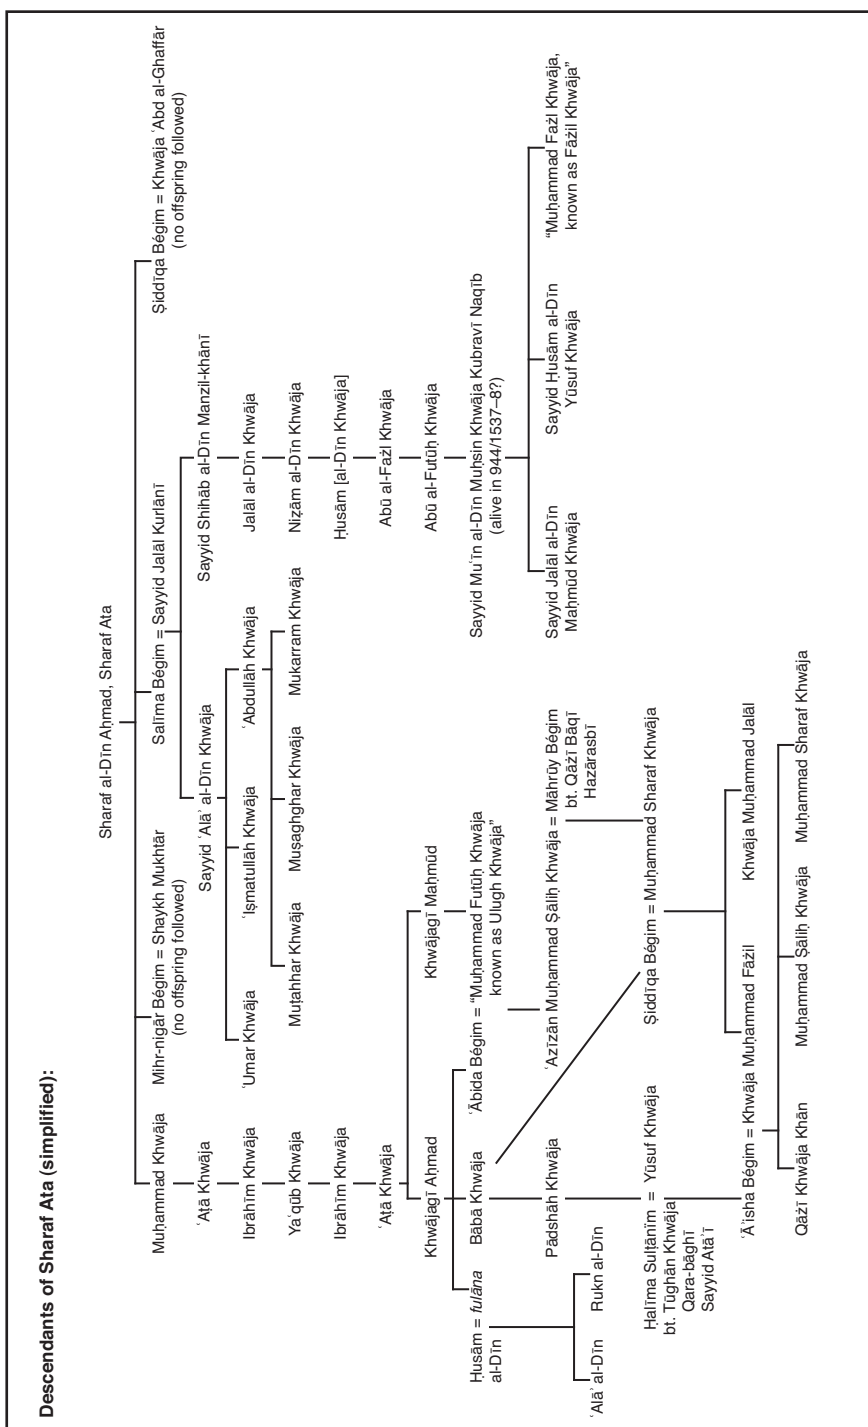 Descendants of Sharaf Ata (simplified):
Sharaf al-Dīn Aḥmad, Sharaf Ata
Muḥammad Khwāja
Mihr-nigār Bégim = Shaykh Mukhtār
(no offspring followed)
Salīma Bégim = Sayyid Jalāl Kurlānī
Ṣiddīqa Bégim = Khwāja ʿAbd al-Ghaffār
(no offspring followed)
ʿAṭā Khwāja
Sayyid ʿAlāʾ al-Dīn Khwāja
Sayyid Shihāb al-Dīn Manzil-khānī
Ibrāhīm Khwāja
ʿUmar Khwāja
ʿIṣmatullāh Khwāja
ʿAbdullāh Khwāja
Jalāl al-Dīn Khwāja
Yaʿqūb Khwāja
Muṭahhar Khwāja
Muṣaghghar Khwāja
Mukarram Khwāja
Niẓām al-Dīn Khwāja
Ibrāhīm Khwāja
Ḥusām [al-Dīn Khwāja]
ʿAṭā Khwāja
Abū al-Fażl Khwāja
Khwājagī Aḥmad
Khwājagī Maḥmūd
Abū al-Futūḥ Khwāja
Ḥusām = fulāna
al-Dīn
Bābā Khwāja
ʿĀbida Bégim = “Muḥammad Futūḥ Khwāja
known as Ulugh Khwāja”
Sayyid Muʿīn al-Dīn Muḥsin Khwāja Kubravī Naqīb
(alive in 944/1537–8?)
Pādshāh Khwāja
ʿAzīzān Muḥammad Ṣāliḥ Khwāja = Māhrūy Bégim
bt. Qāżī Bāqī
Hazārasbī
Sayyid Jalāl al-Dīn
Maḥmūd Khwāja
Sayyid Ḥusām al-Dīn
Yūsuf Khwāja
“Muḥammad Fażl Khwāja,
known as Fāżil Khwāja”
ʿAlāʾ al-Dīn
Rukn al-Dīn
Ḥalīma Sulṭānīm = Yūsuf Khwāja
bt. Tūghān Khwāja
Qara-bāghī
Sayyid Atāʾī
Ṣiddīqa Bégim = Muḥammad Sharaf Khwāja
ʿĀʾisha Bégim = Khwāja Muḥammad Fāżil
Khwāja Muḥammad Jalāl
Qāżī Khwāja Khān
Muḥammad Ṣāliḥ Khwāja
Muḥammad Sharaf Khwāja